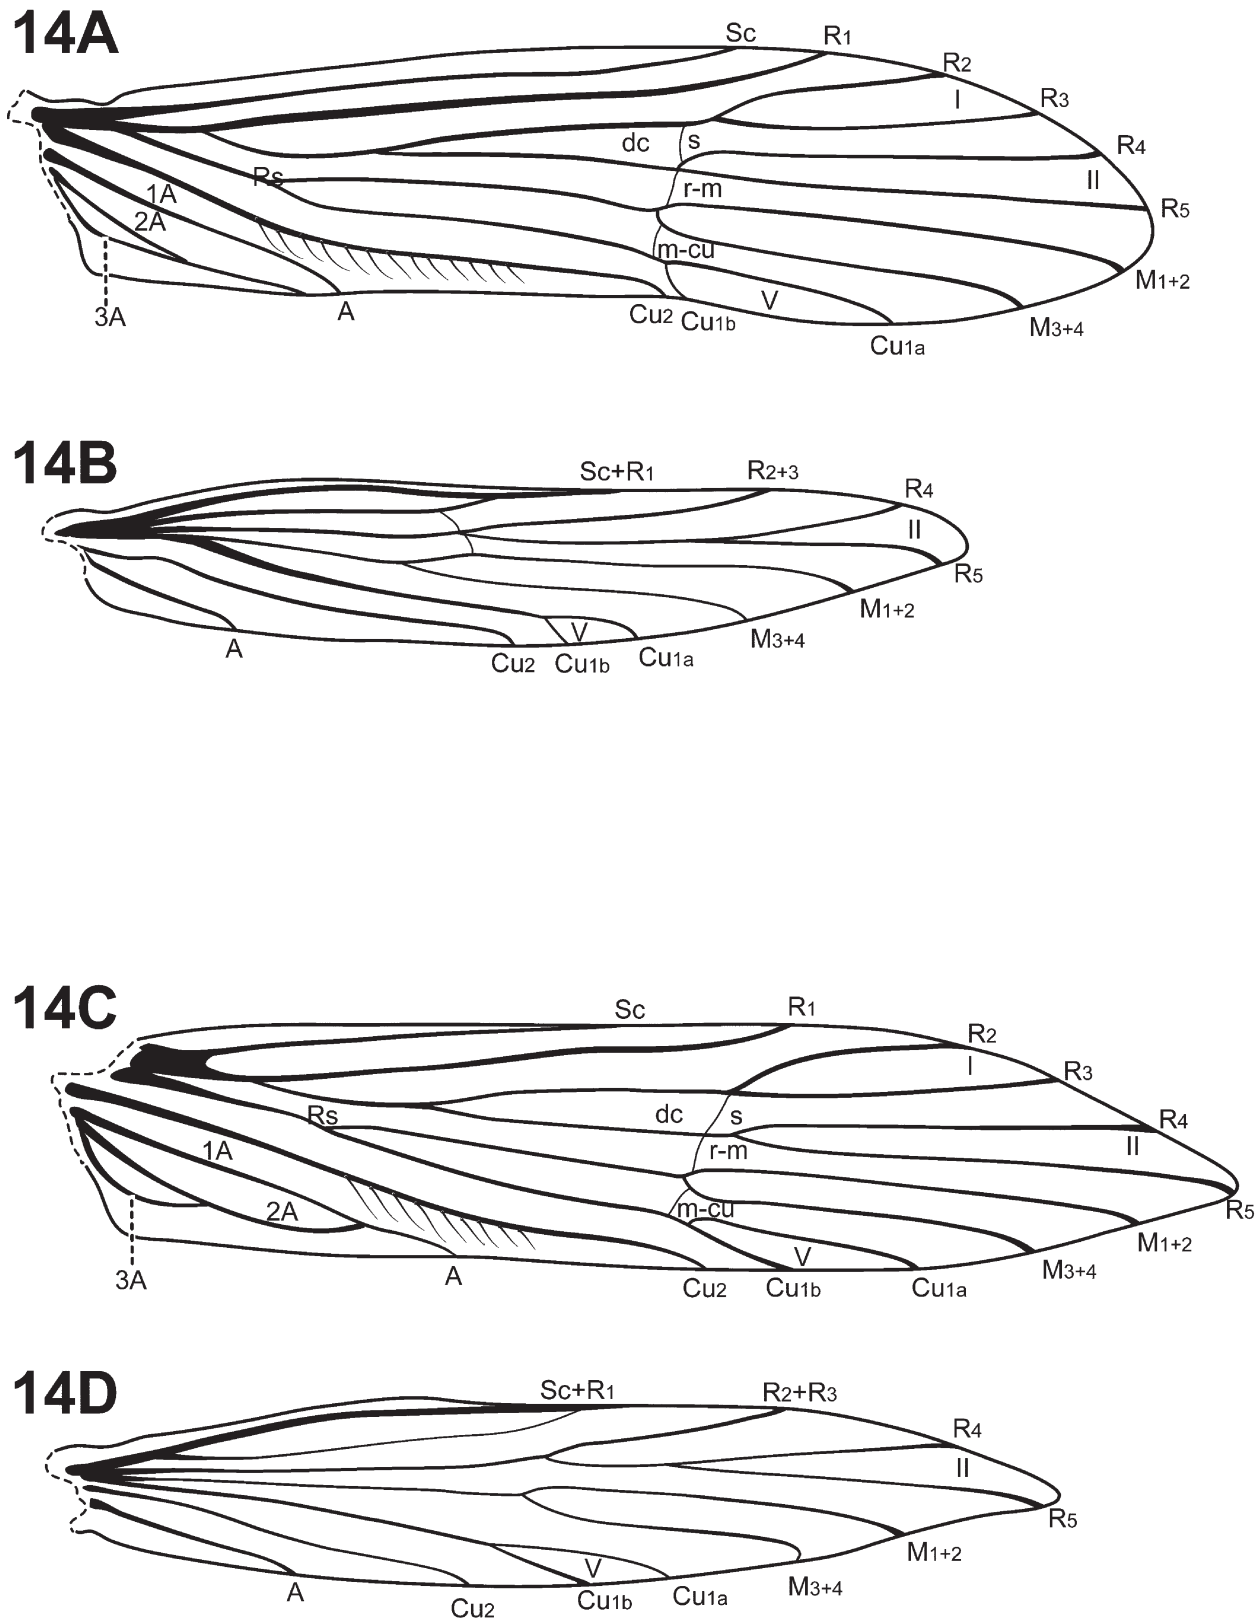 14A
Sc
R1
R2
I
R3
dc
s
R4
Rs
r-m
II
1A
R5
2A
m-cu
M1+2
V
3A
A
Cu2
Cu1b
M3+4
Cu1a
14B
Sc+R1
R2+3
R4
II
R5
M1+2
V
M3+4
A
Cu2
Cu1b
Cu1a
14C
Sc
R1
R2
I
R3
Rs
dc
s
R4
1A
r-m
II
2A
m-cu
R5
M1+2
V
3A
A
Cu2
Cu1b
Cu1a
M3+4
14D
Sc+R1
R2+R3
R4
II
R5
M1+2
V
A
Cu2
Cu1b
Cu1a
M3+4